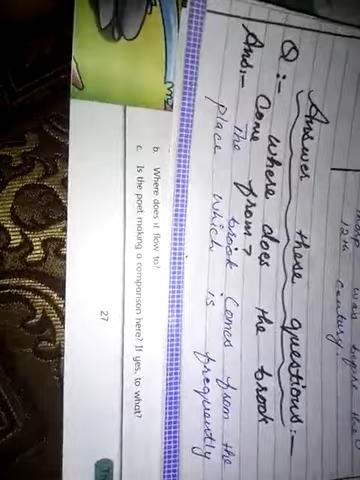 12th century
Answer these questions:-
Q:- where does the brook
come from?
Ans:- The brook comes from the
place which is frequently
b. Where does it flow to?
c. Is the poet making a comparison here? If yes, to what?
27